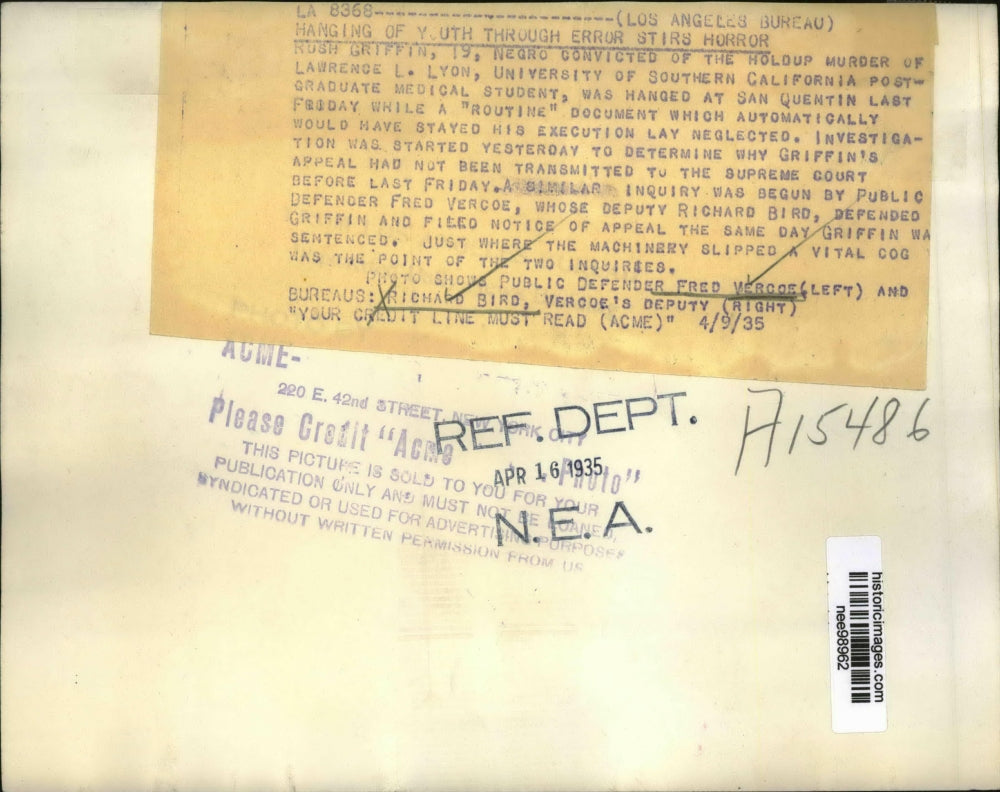 LA 8368-------------------------(LOS ANGELES BUREAU)
HANGING OF YOUTH THROUGH ERROR STIRS HORROR
RUSH GRIFFIN, 19, NEGRO CONVICTED OF THE HOLDUP MURDER OF
LAWRENCE L. LYON, UNIVERSITY OF SOUTHERN CALIFORNIA POST-
GRADUATE MEDICAL STUDENT, WAS HANGED AT SAN QUENTIN LAST
FRIDAY WHILE A "ROUTINE" DOCUMENT WHICH AUTOMATICALLY
WOULD HAVE STAYED HIS EXECUTION LAY NEGLECTED. INVESTIGA-
TION WAS STARTED YESTERDAY TO DETERMINE WHY GRIFFIN'S
APPEAL HAD NOT BEEN TRANSMITTED TO THE SUPREME COURT
BEFORE LAST FRIDAY. A SIMILAR INQUIRY WAS BEGUN BY PUBLIC
DEFENDER FRED VERCOE, WHOSE DEPUTY RICHARD BIRD, DEFENDED
GRIFFIN AND FILED NOTICE OF APPEAL THE SAME DAY GRIFFIN WA
SENTENCED. JUST WHERE THE MACHINERY SLIPPED A VITAL COG
WAS THE POINT OF THE TWO INQUIRIES.
PHOTO SHOWS PUBLIC DEFENDER FRED VERCOE(LEFT) AND
BUREAUS: RICHARD BIRD, VERCOE'S DEPUTY (RIGHT)
"YOUR CREDIT LINE MUST READ (ACME)" 4/9/35
ACME-
220 E. 42nd STREET, NEW YORK CITY
Please Credit "Acme Photo"
THIS PICTURE IS SOLD TO YOU FOR YOUR
PUBLICATION ONLY AND MUST NOT BE LOANED,
SYNDICATED OR USED FOR ADVERTISING PURPOSES
WITHOUT WRITTEN PERMISSION FROM US
REF. DEPT.
APR 16 1935
N.E.A.
A15486
historicimages.com
nee98962